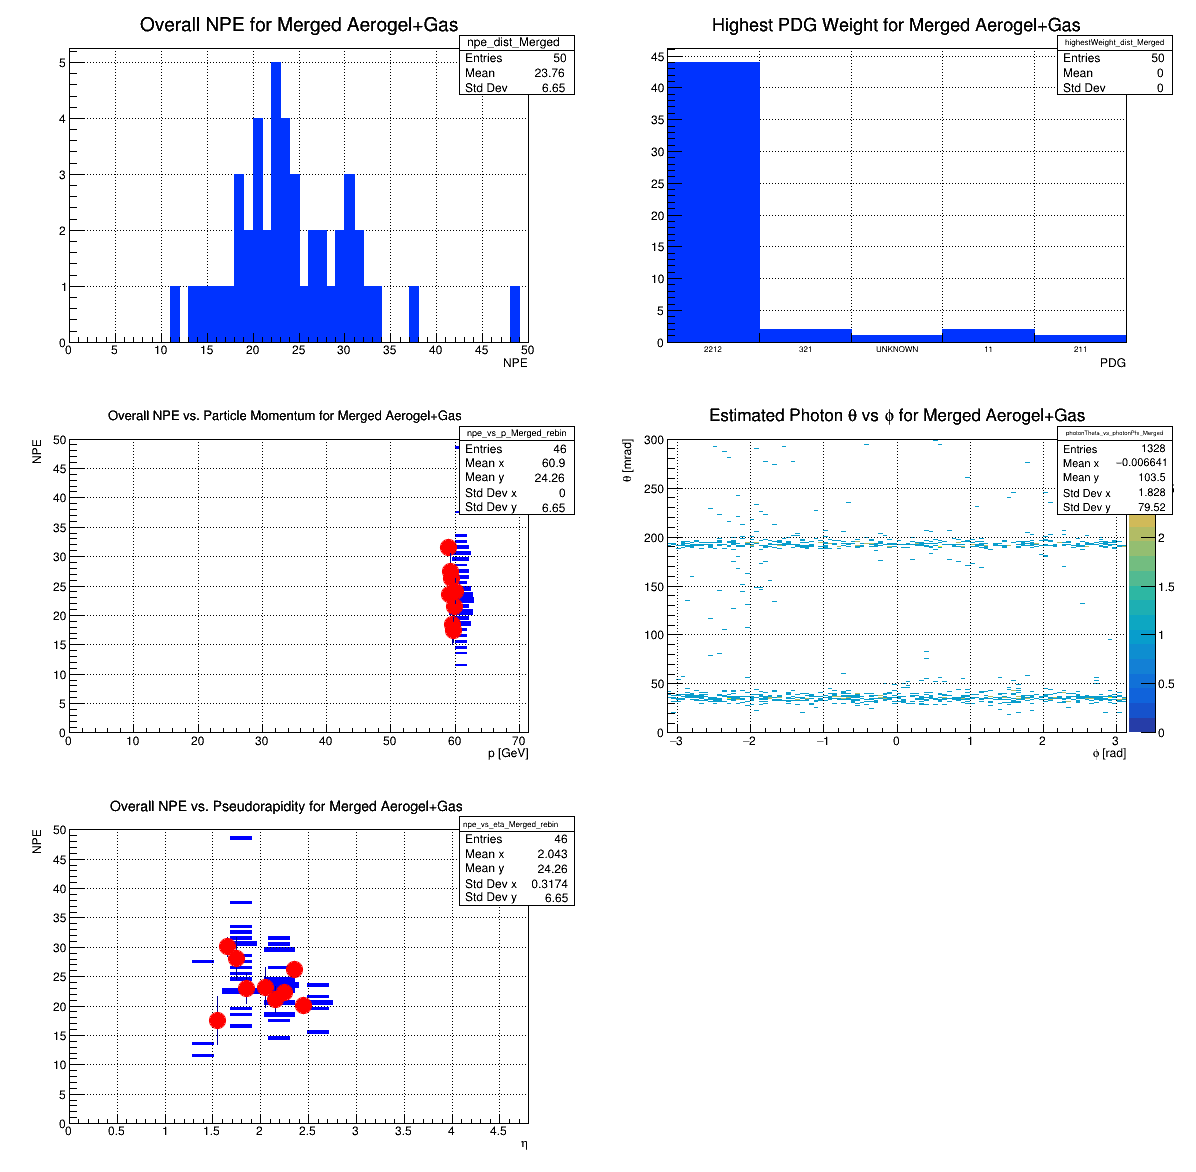 Overall NPE for Merged Aerogel+Gas
npe_dist_Merged
Entries 50
Mean 23.76
Std Dev 6.65
5
4
3
2
1
0
0 5 10 15 20 25 30 35 40 45 50
NPE
Highest PDG Weight for Merged Aerogel+Gas
highestWeight_dist_Merged
Entries 50
Mean 0
Std Dev 0
45
40
35
30
25
20
15
10
5
0
2212 321 UNKNOWN 11 211
PDG
Overall NPE vs. Particle Momentum for Merged Aerogel+Gas
npe_vs_p_Merged_rebin
Entries 46
Mean x 60.9
Mean y 24.26
Std Dev x 0
Std Dev y 6.65
NPE
50
45
40
35
30
25
20
15
10
5
0
0 10 20 30 40 50 60 70
p [GeV]
Estimated Photon θ vs ϕ for Merged Aerogel+Gas
photonTheta_vs_photonPhi_Merged
Entries 1328
Mean x −0.006641
Mean y 103.5
Std Dev x 1.828
Std Dev y 79.52
θ [mrad]
300
250
200
150
100
50
0
−3 −2 −1 0 1 2 3
ϕ [rad]
2
1.5
1
0.5
0
Overall NPE vs. Pseudorapidity for Merged Aerogel+Gas
npe_vs_eta_Merged_rebin
Entries 46
Mean x 2.043
Mean y 24.26
Std Dev x 0.3174
Std Dev y 6.65
NPE
50
45
40
35
30
25
20
15
10
5
0
0 0.5 1 1.5 2 2.5 3 3.5 4 4.5
η